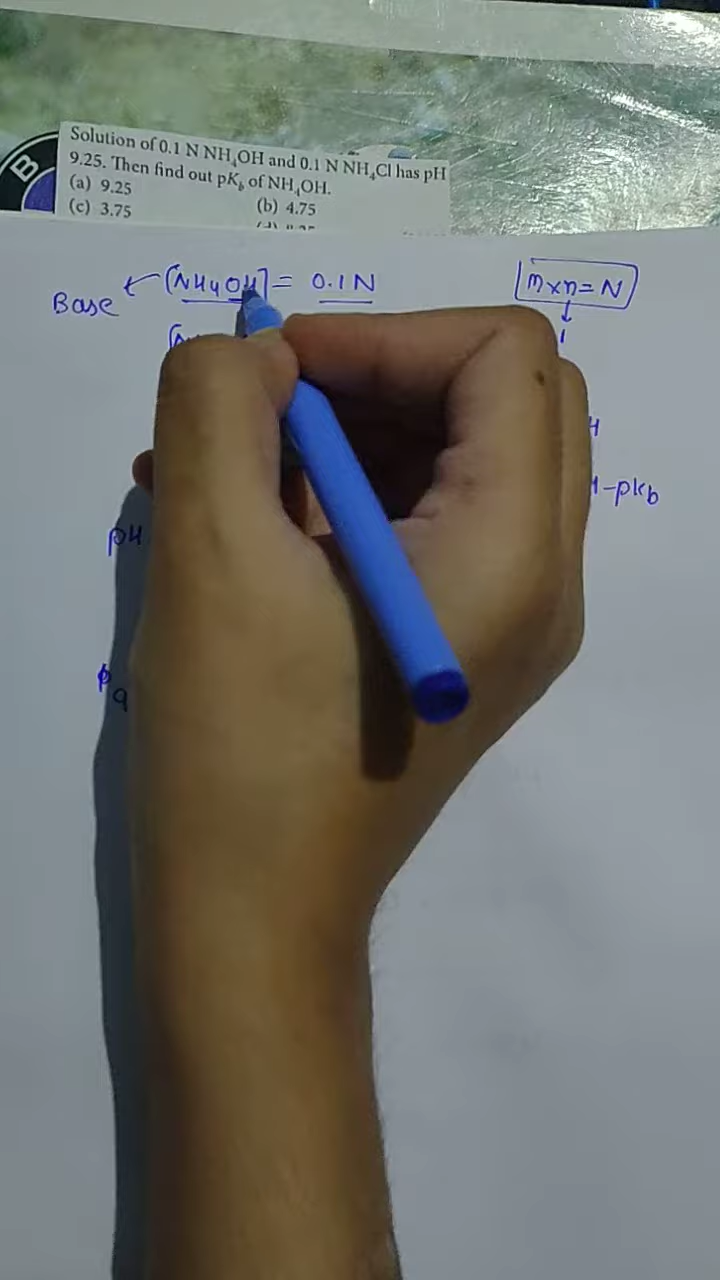 B
Solution of 0.1 N NH4OH and 0.1 N NH4Cl has pH
9.25. Then find out pKb of NH4OH.
(a) 9.25
(b) 4.75
(c) 3.75
[NH4OH] = 0.1 N
Base
m×n=N
1
H
-pKb
pH